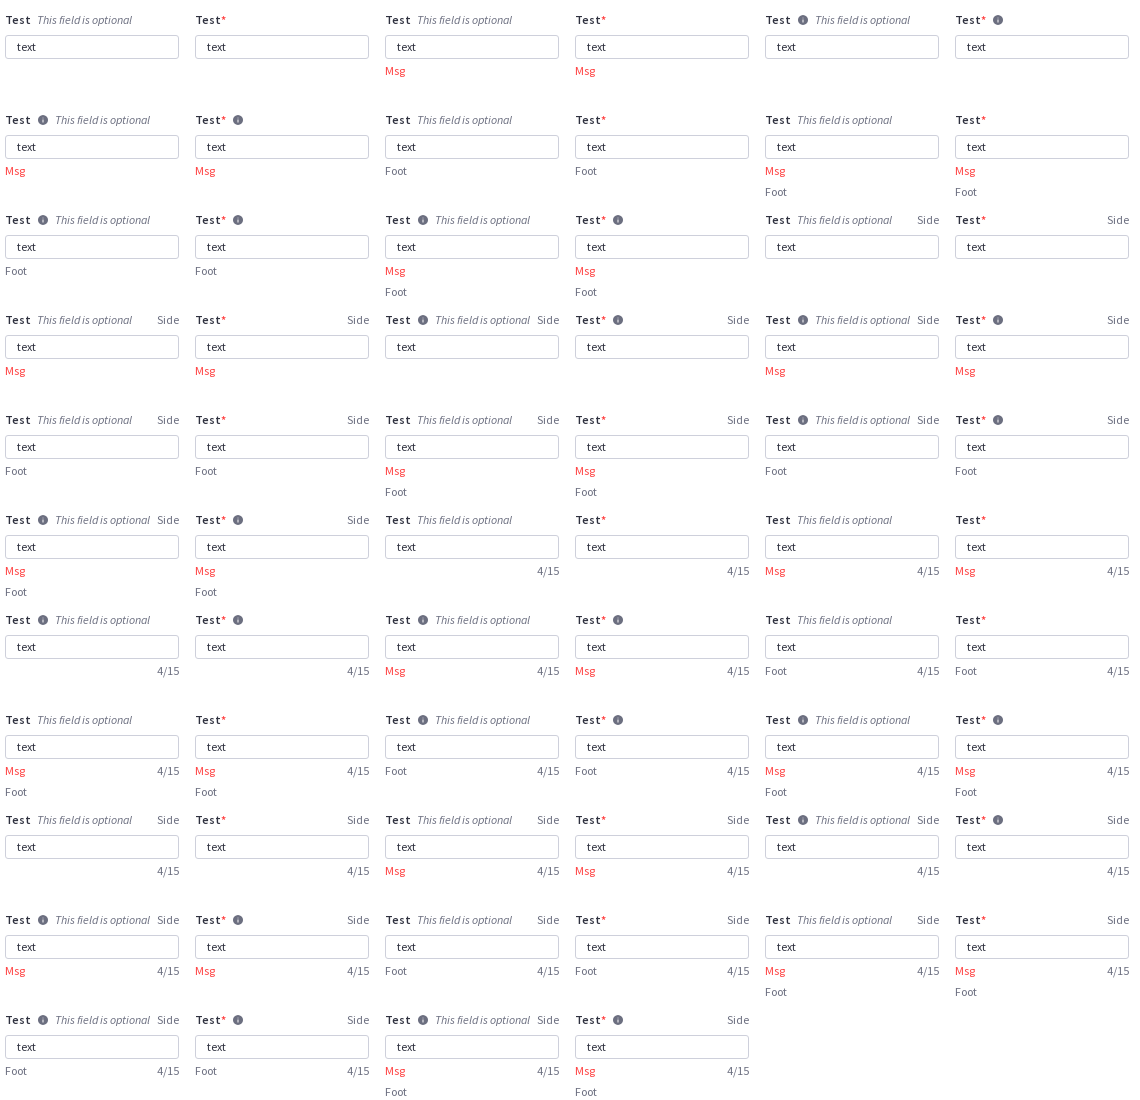 Test This field is optional Test* Test This field is optional Test* Test This field is optional Test*
text text text text text text
Msg Msg
Test This field is optional Test* Test This field is optional Test* Test This field is optional Test*
text text text text text text
Msg Msg Foot Foot Msg Msg
Foot Foot
Test This field is optional Test* Test This field is optional Test* Test This field is optional Side Test* Side
text text text text text text
Foot Foot Msg Msg
Foot Foot
Test This field is optional Side Test* Side Test This field is optional Side Test* Side Test This field is optional Side Test* Side
text text text text text text
Msg Msg Msg Msg
Test This field is optional Side Test* Side Test This field is optional Side Test* Side Test This field is optional Side Test* Side
text text text text text text
Foot Foot Msg Msg Foot Foot
Foot Foot
Test This field is optional Side Test* Side Test This field is optional Test* Test This field is optional Test*
text text text text text text
Msg Msg 4/15 4/15 Msg 4/15 Msg 4/15
Foot Foot
Test This field is optional Test* Test This field is optional Test* Test This field is optional Test*
text text text text text text
4/15 4/15 Msg 4/15 Msg 4/15 Foot 4/15 Foot 4/15
Test This field is optional Test* Test This field is optional Test* Test This field is optional Test*
text text text text text text
Msg 4/15 Msg 4/15 Foot 4/15 Foot 4/15 Msg 4/15 Msg 4/15
Foot Foot Foot Foot
Test This field is optional Side Test* Side Test This field is optional Side Test* Side Test This field is optional Side Test* Side
text text text text text text
4/15 4/15 Msg 4/15 Msg 4/15 4/15 4/15
Test This field is optional Side Test* Side Test This field is optional Side Test* Side Test This field is optional Side Test* Side
text text text text text text
Msg 4/15 Msg 4/15 Foot 4/15 Foot 4/15 Msg 4/15 Msg 4/15
Foot Foot
Test This field is optional Side Test* Side Test This field is optional Side Test* Side
text text text text
Foot 4/15 Foot 4/15 Msg 4/15 Msg 4/15
Foot Foot